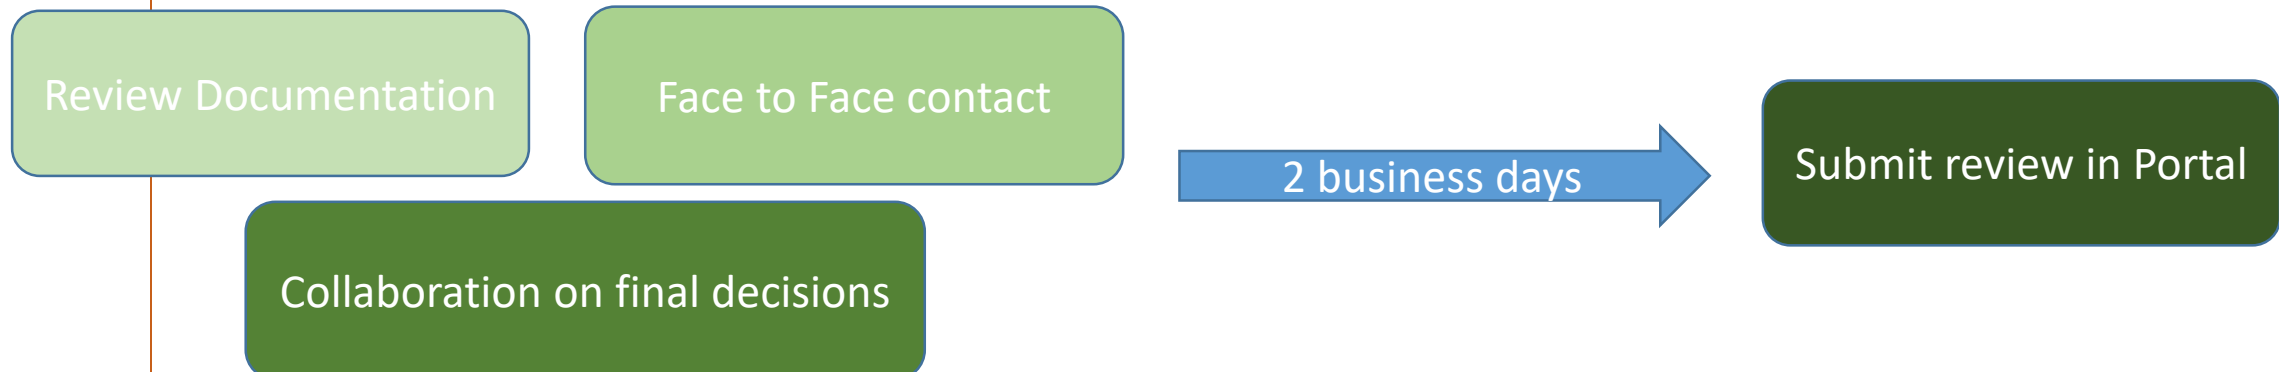 Review Documentation
Face to Face contact
Collaboration on final decisions
2 business days
Submit review in Portal